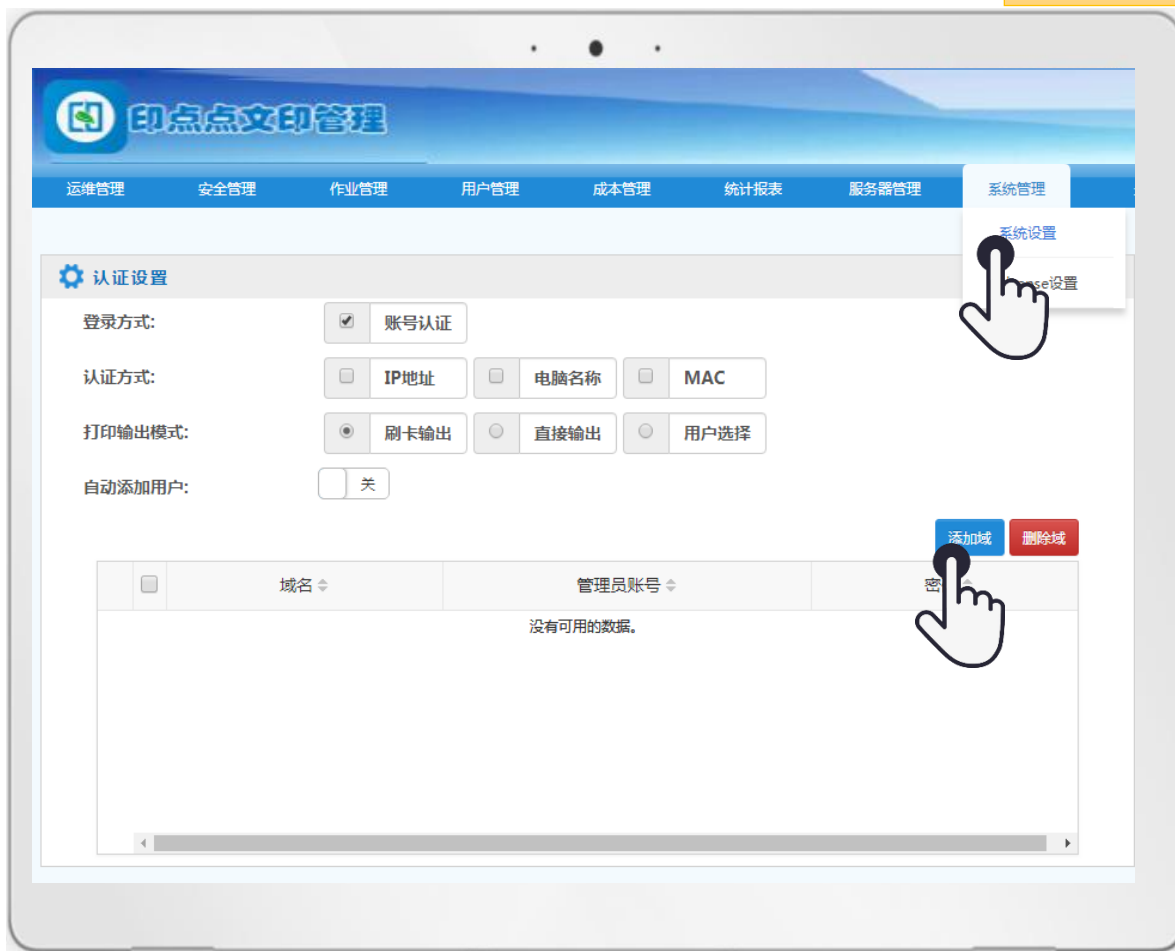 印点点文印管理
运维管理 安全管理 作业管理 用户管理 成本管理 统计报表 服务器管理 系统管理
系统设置
设置
认证设置
登录方式: 账号认证
认证方式: IP地址 电脑名称 MAC
打印输出模式: 刷卡输出 直接输出 用户选择
自动添加用户: 关
添加域 删除域
域名 管理员账号 密
没有可用的数据。